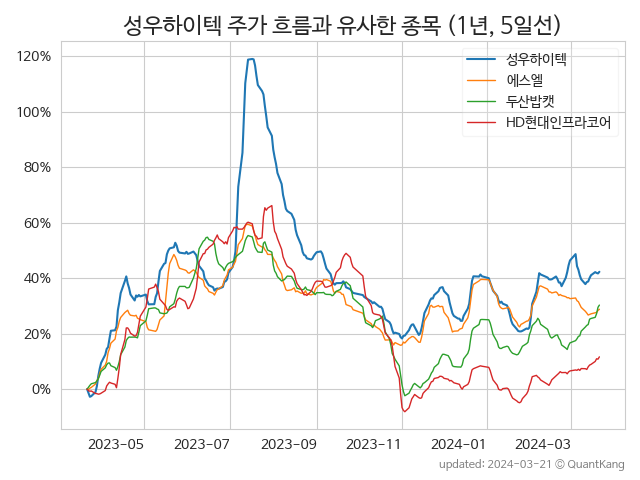 성우하이텍 주가 흐름과 유사한 종목 (1년, 5일선)
성우하이텍
에스엘
두산밥캣
HD현대인프라코어
120%
100%
80%
60%
40%
20%
0%
2023-05 2023-07 2023-09 2023-11 2024-01 2024-03
updated: 2024-03-21 © QuantKang